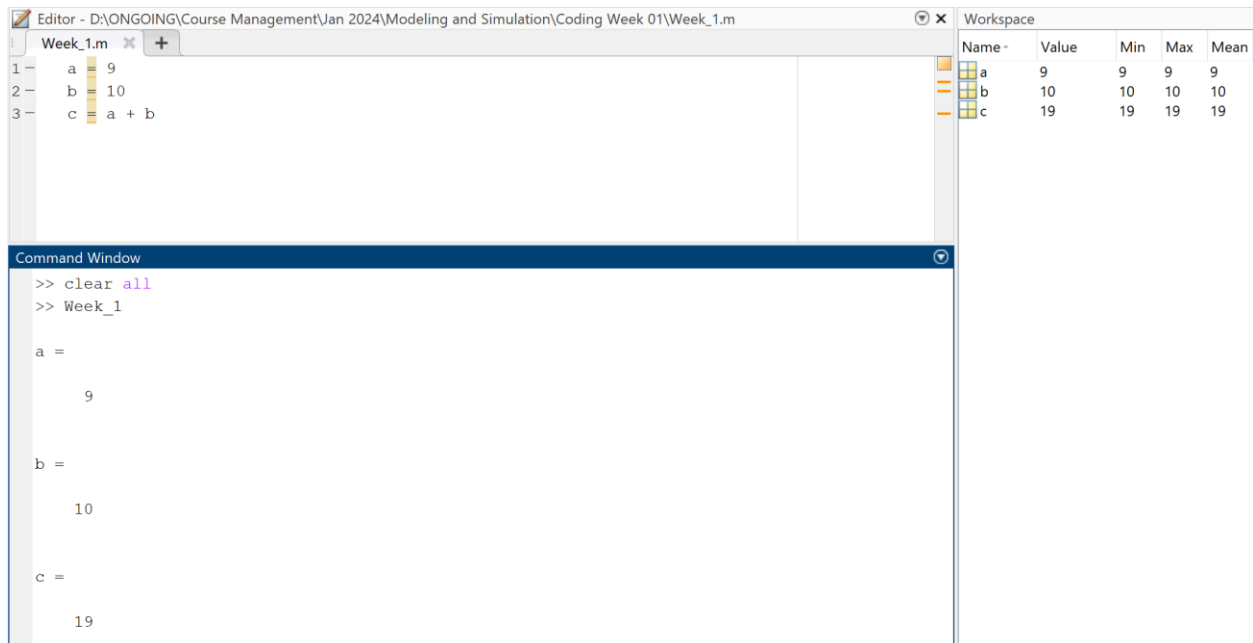 Editor - D:\ONGOING\Course Management\Jan 2024\Modeling and Simulation\Coding Week 01\Week_1.m
Week_1.m
1 a = 9
2 b = 10
3 c = a + b
Command Window
>> clear all
>> Week_1
a =
9
b =
10
c =
19
Workspace
Name Value Min Max Mean
a 9 9 9 9
b 10 10 10 10
c 19 19 19 19